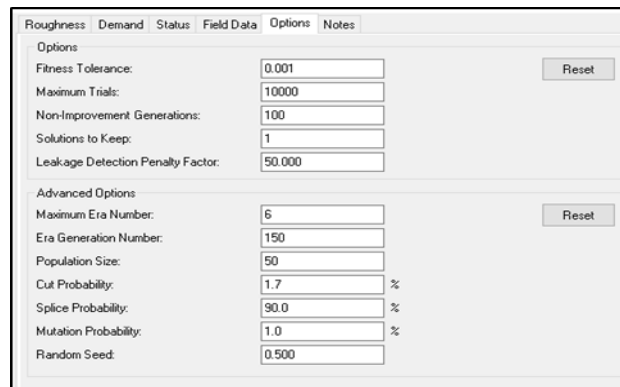 Roughness Demand Status Field Data Options Notes
Options
Fitness Tolerance: 0.001 Reset
Maximum Trials: 10000
Non-Improvement Generations: 100
Solutions to Keep: 1
Leakage Detection Penalty Factor: 50.000
Advanced Options
Maximum Era Number: 6 Reset
Era Generation Number: 150
Population Size: 50
Cut Probability: 1.7 %
Splice Probability: 90.0 %
Mutation Probability: 1.0 %
Random Seed: 0.500